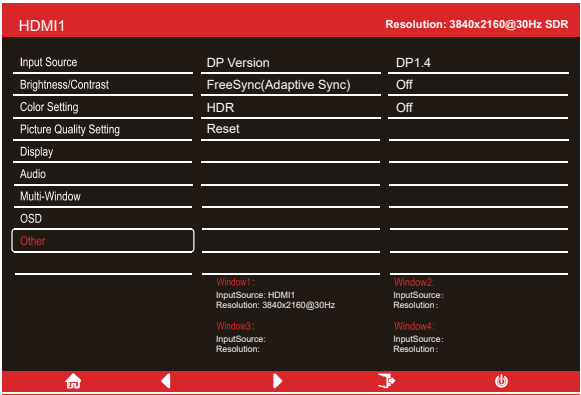 HDMI1 Resolution: 3840x2160@30Hz SDR
Input Source DP Version DP1.4
Brightness/Contrast FreeSync(Adaptive Sync) Off
Color Setting HDR Off
Picture Quality Setting Reset
Display
Audio
Multi-Window
OSD
Other
Window1: Window2:
InputSource: HDMI1 InputSource:
Resolution: 3840x2160@30Hz Resolution:
Window3: Window4:
InputSource: InputSource:
Resolution: Resolution: